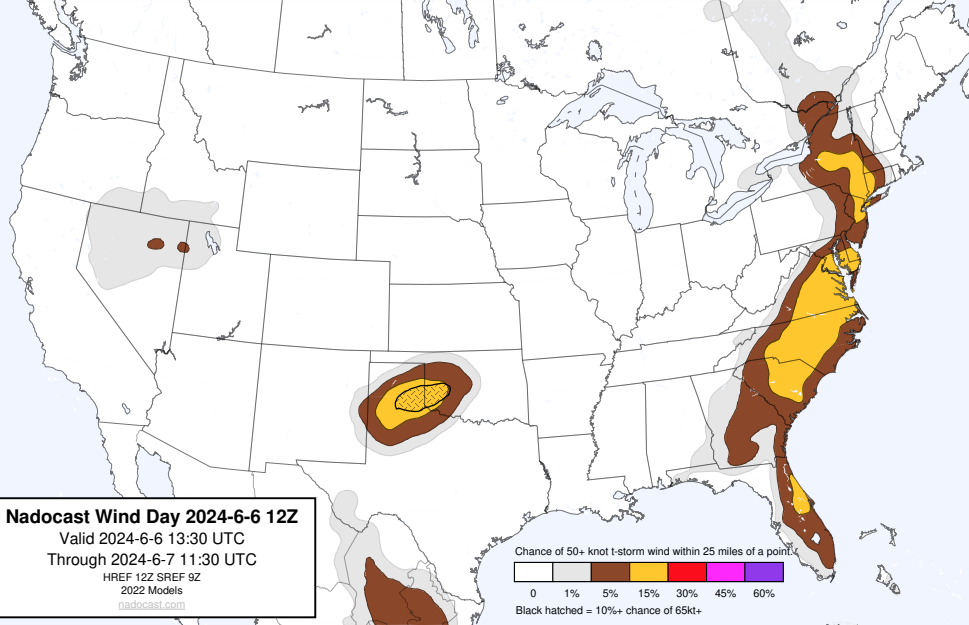 Nadocast Wind Day 2024-6-6 12Z
Valid 2024-6-6 13:30 UTC
Through 2024-6-7 11:30 UTC
HREF 12Z SREF 9Z
2022 Models
nadocast.com
Chance of 50+ knot t-storm wind within 25 miles of a point.
0 1% 5% 15% 30% 45% 60%
Black hatched = 10%+ chance of 65kt+